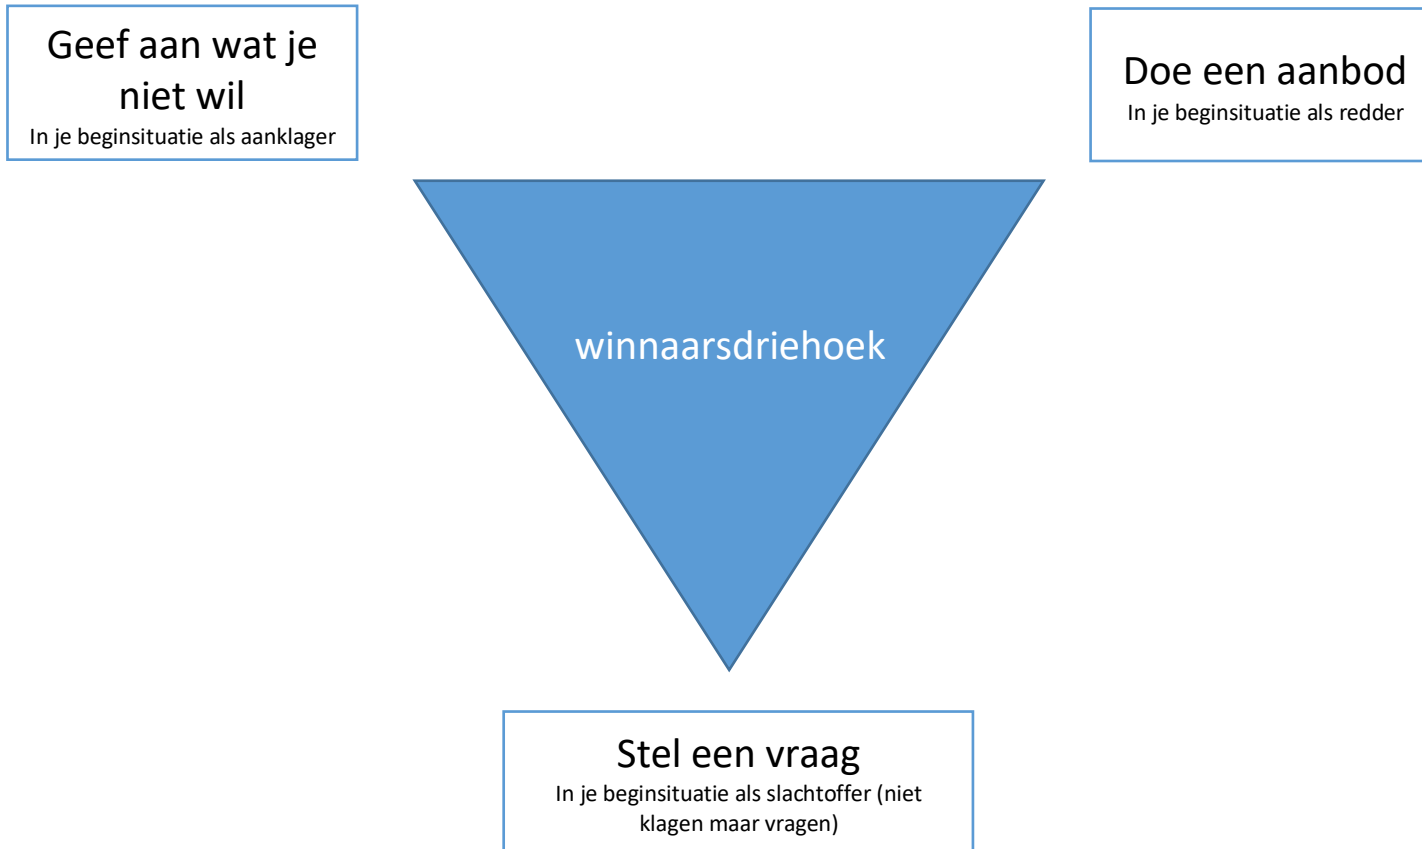 Geef aan wat je
niet wil
In je beginsituatie als aanklager
Doe een aanbod
In je beginsituatie als redder
winnaarsdriehoek
Stel een vraag
In je beginsituatie als slachtoffer (niet
klagen maar vragen)